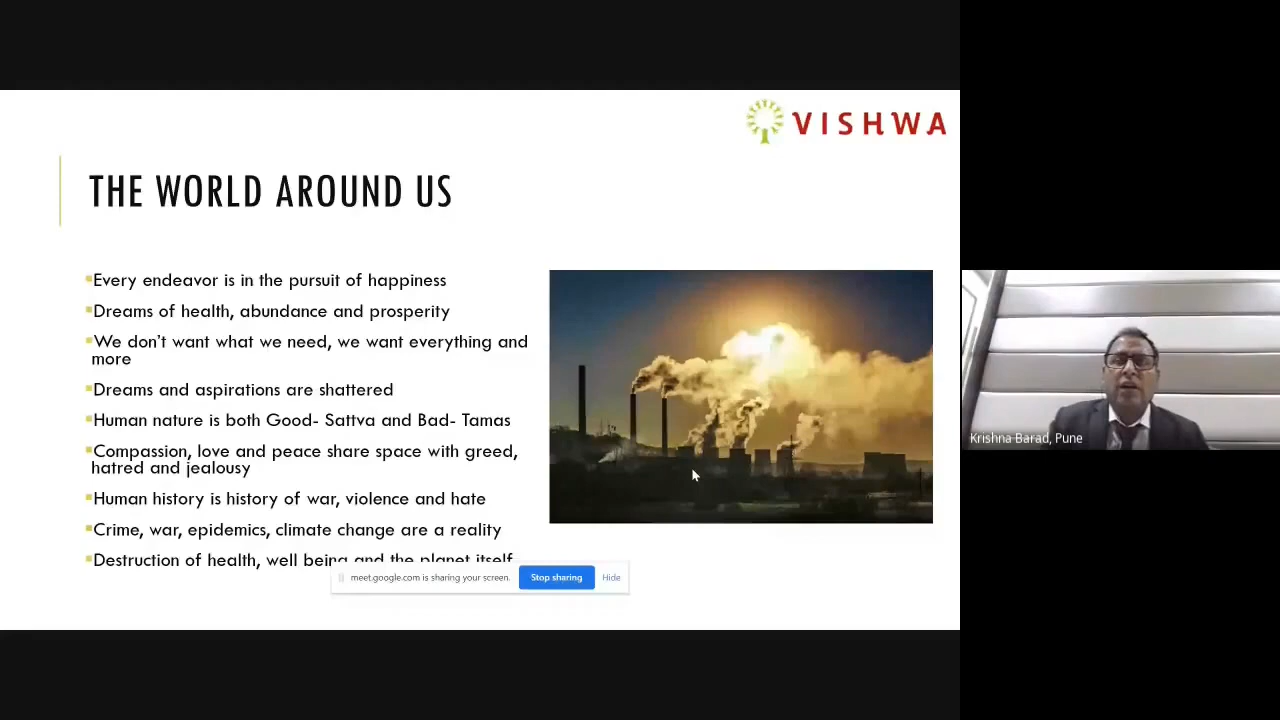 VISHWA
THE WORLD AROUND US
Every endeavor is in the pursuit of happiness
Dreams of health, abundance and prosperity
We don't want what we need, we want everything and
more
Dreams and aspirations are shattered
Human nature is both Good- Sattva and Bad- Tamas
Compassion, love and peace share space with greed,
hatred and jealousy
Human history is history of war, violence and hate
Crime, war, epidemics, climate change are a reality
Destruction of health, well being and the planet itself
meet.google.com is sharing your screen. Stop sharing Hide
Krishna Barad, Pune